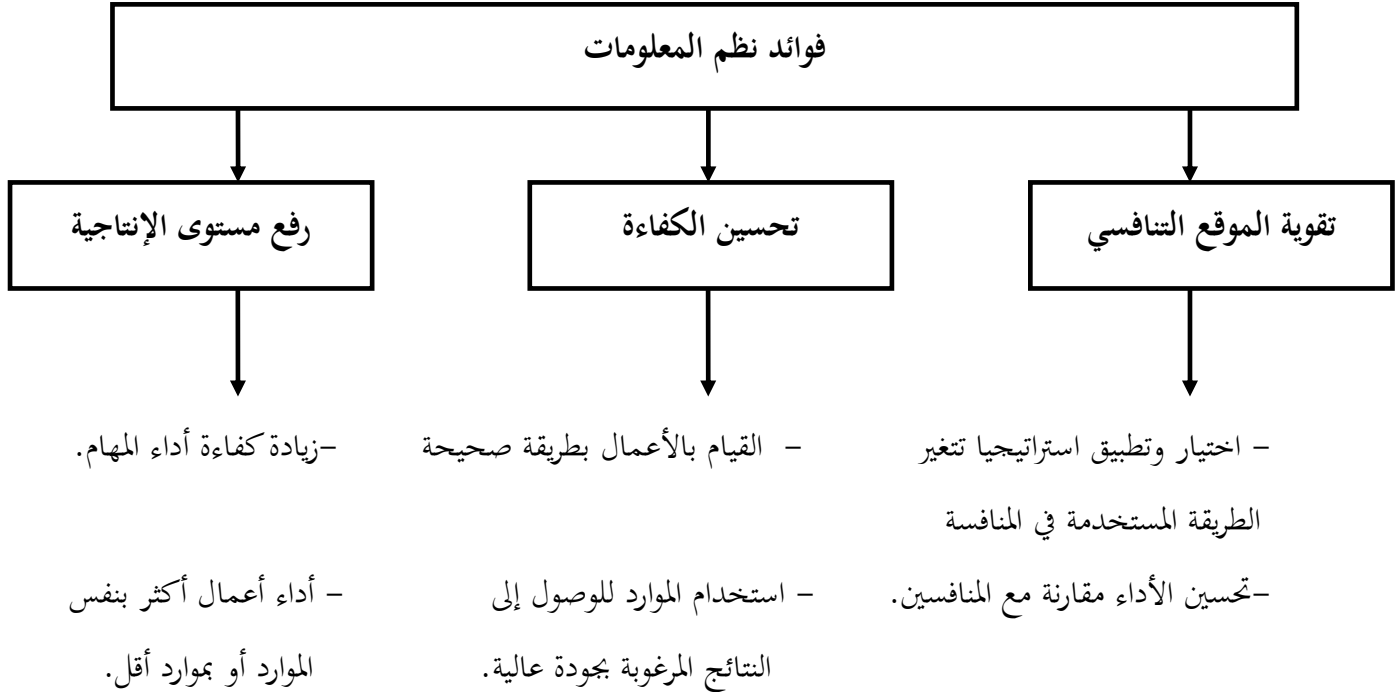 فوائد نظم المعلومات
تقوية الموقع التنافسي
تحسين الكفاءة
رفع مستوى الإنتاجية
– اختيار وتطبيق استراتيجيا تتغير
الطريقة المستخدمة في المنافسة
–تحسين الأداء مقارنة مع المنافسين.
– القيام بالأعمال بطريقة صحيحة
– استخدام الموارد للوصول إلى
النتائج المرغوبة بجودة عالية.
–زيادة كفاءة أداء المهام.
– أداء أعمال أكثر بنفس
الموارد أو بموارد أقل.